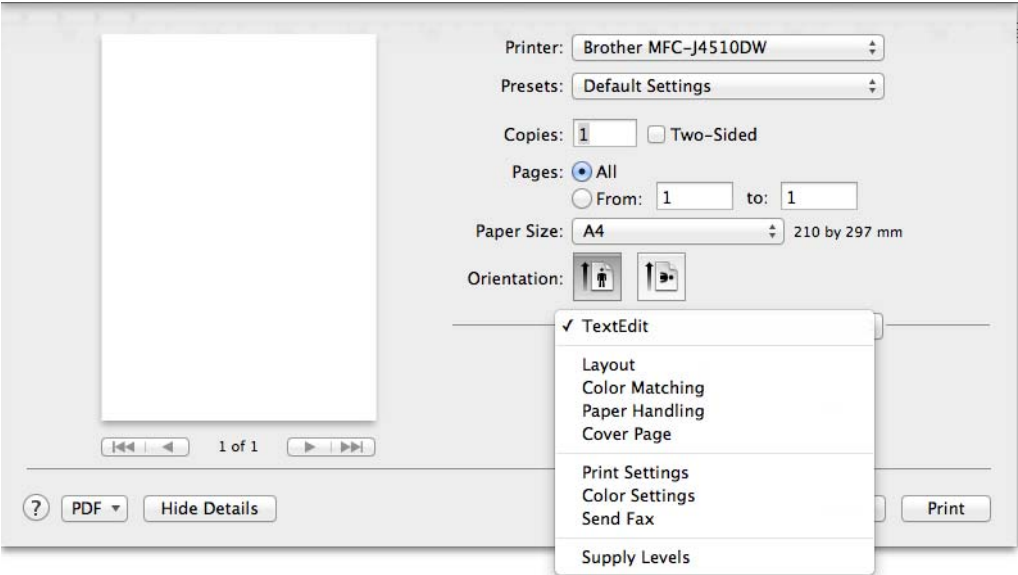 Printer: Brother MFC-J4510DW
Presets: Default Settings
Copies: 1 Two-Sided
Pages: All
From: 1 to: 1
Paper Size: A4 210 by 297 mm
Orientation:
✓ TextEdit
Layout
Color Matching
Paper Handling
Cover Page
1 of 1
Print Settings
Color Settings
Send Fax
? PDF Hide Details Print
Supply Levels